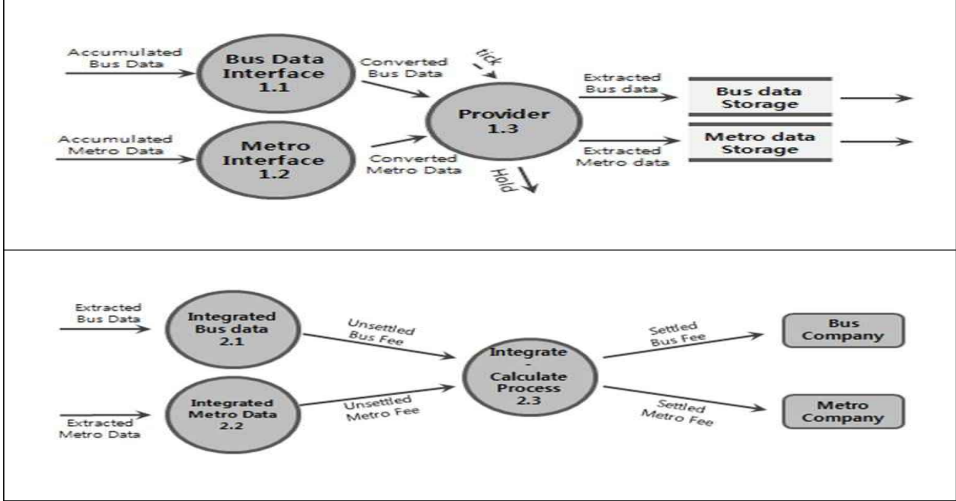 Accumulated
Bus Data
Bus Data
Interface
1.1
Converted
Bus Data
tick
Extracted
Bus data
Bus data
Storage
Provider
1.3
Accumulated
Metro Data
Metro
Interface
1.2
Converted
Metro Data
Hold
Extracted
Metro data
Metro data
Storage
Extracted
Bus Data
Integrated
Bus data
2.1
Unsettled
Bus Fee
Integrate
-
Calculate
Process
2.3
Settled
Bus Fee
Bus
Company
Extracted
Metro Data
Integrated
Metro Data
2.2
Unsettled
Metro Fee
Settled
Metro Fee
Metro
Company